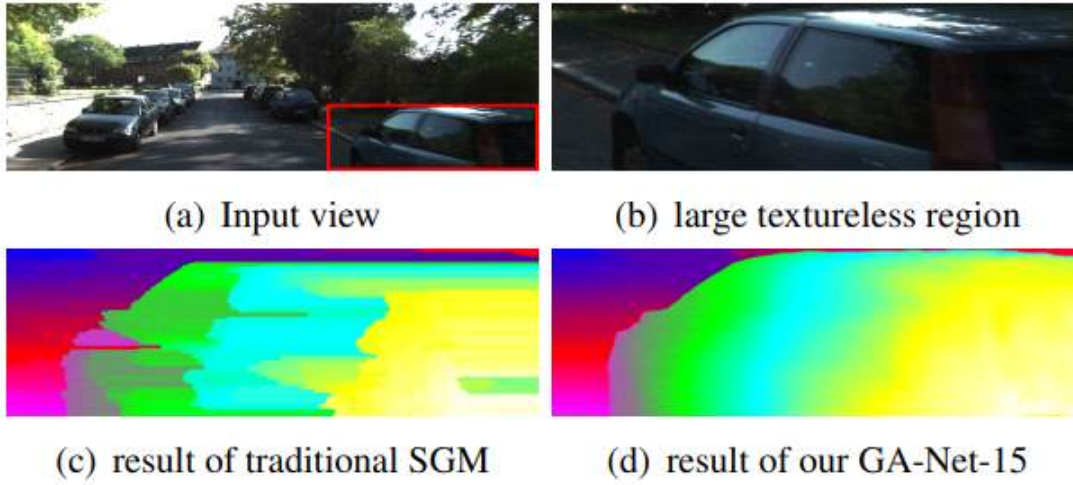 (a) Input view
(b) large textureless region
(c) result of traditional SGM
(d) result of our GA-Net-15